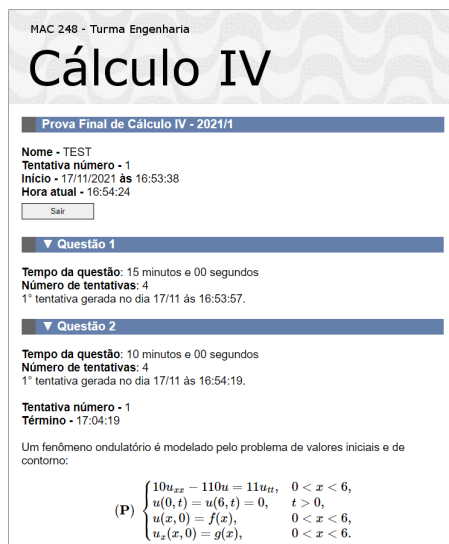 MAC 248 - Turma Engenharia
Cálculo IV
Prova Final de Cálculo IV - 2021/1
Nome - TEST
Tentativa número - 1
Início - 17/11/2021 às 16:53:38
Hora atual - 16:54:24
Sair
▼ Questão 1
Tempo da questão: 15 minutos e 00 segundos
Número de tentativas: 4
1° tentativa gerada no dia 17/11 às 16:53:57.
▼ Questão 2
Tempo da questão: 10 minutos e 00 segundos
Número de tentativas: 4
1° tentativa gerada no dia 17/11 às 16:54:19.
Tentativa número - 1
Término - 17:04:19
Um fenômeno ondulatório é modelado pelo problema de valores iniciais e de
contorno:
10u_{xx} − 110u = 11u_{tt}, 0 < x < 6,
u(0, t) = u(6, t) = 0, t > 0,
(P) u(x, 0) = f(x), 0 < x < 6,
u_x(x, 0) = g(x), 0 < x < 6.